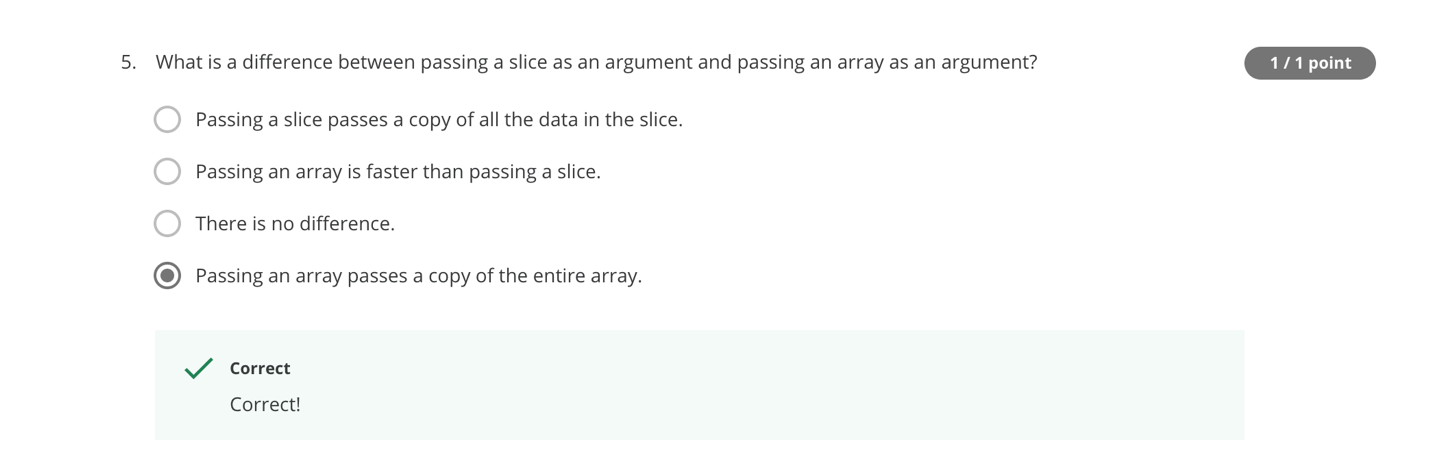 5. What is a difference between passing a slice as an argument and passing an array as an argument?
1 / 1 point
Passing a slice passes a copy of all the data in the slice.
Passing an array is faster than passing a slice.
There is no difference.
Passing an array passes a copy of the entire array.
Correct
Correct!